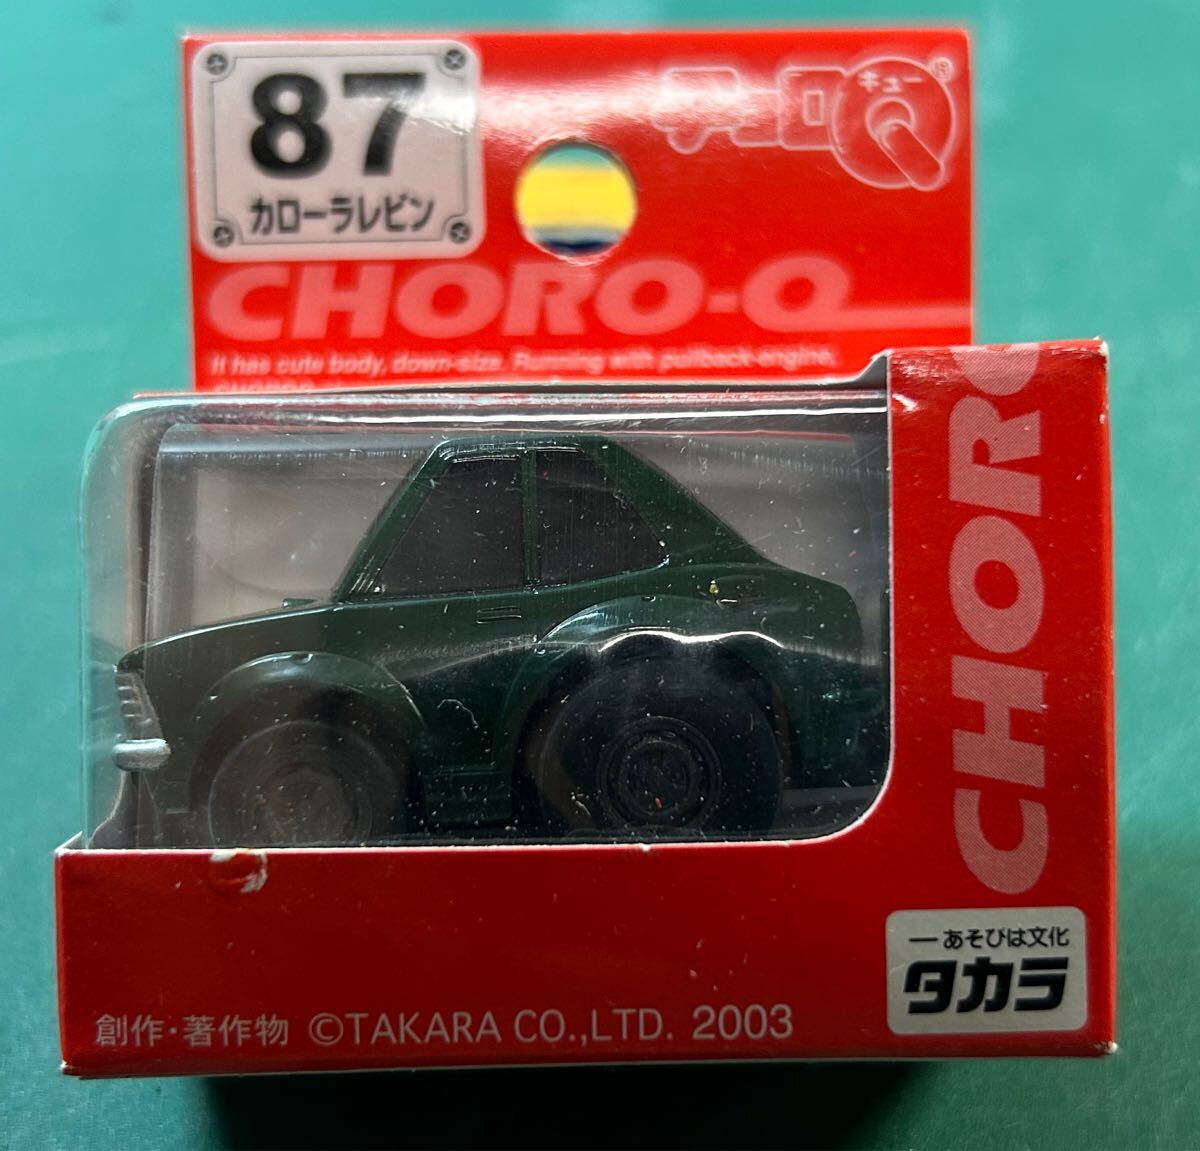 87
カローラレビン
チョロ
キュー
®
CHORO-Q
It has cute body, down-size. Running with pullback-engine.
CHORO
ーあそびは文化
タカラ
創作・著作物 ©TAKARA CO.,LTD. 2003